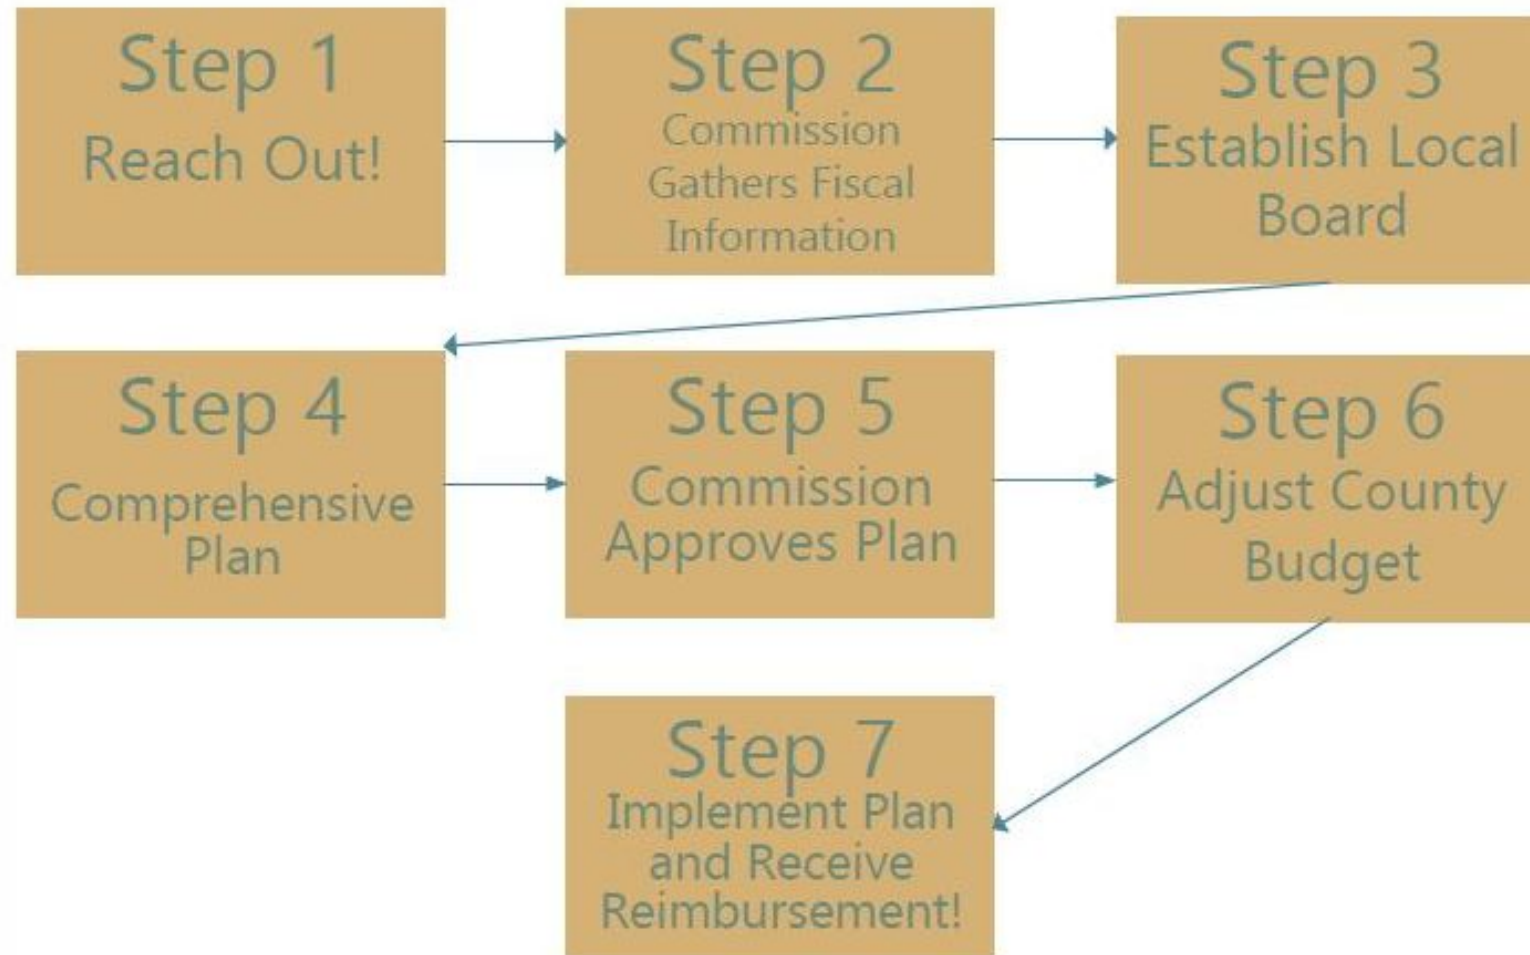 Step 1
Reach Out!
Step 2
Commission
Gathers Fiscal
Information
Step 3
Establish Local
Board
Step 4
Comprehensive
Plan
Step 5
Commission
Approves Plan
Step 6
Adjust County
Budget
Step 7
Implement Plan
and Receive
Reimbursement!